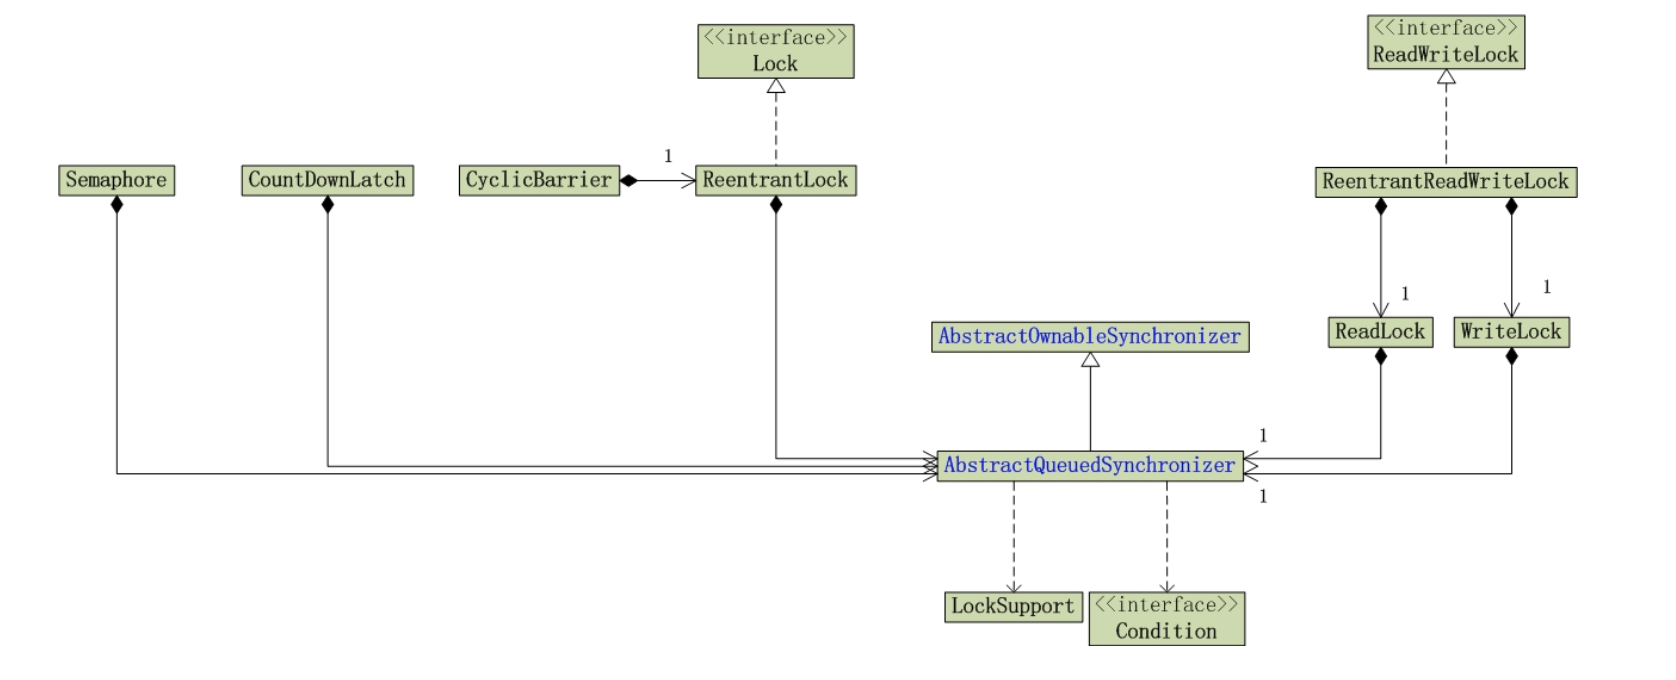 <<interface>>
Lock
<<interface>>
ReadWriteLock
1
Semaphore
CountDownLatch
CyclicBarrier
ReentrantLock
ReentrantReadWriteLock
1
1
ReadLock
WriteLock
AbstractOwnableSynchronizer
1
AbstractQueuedSynchronizer
1
LockSupport
<<interface>>
Condition